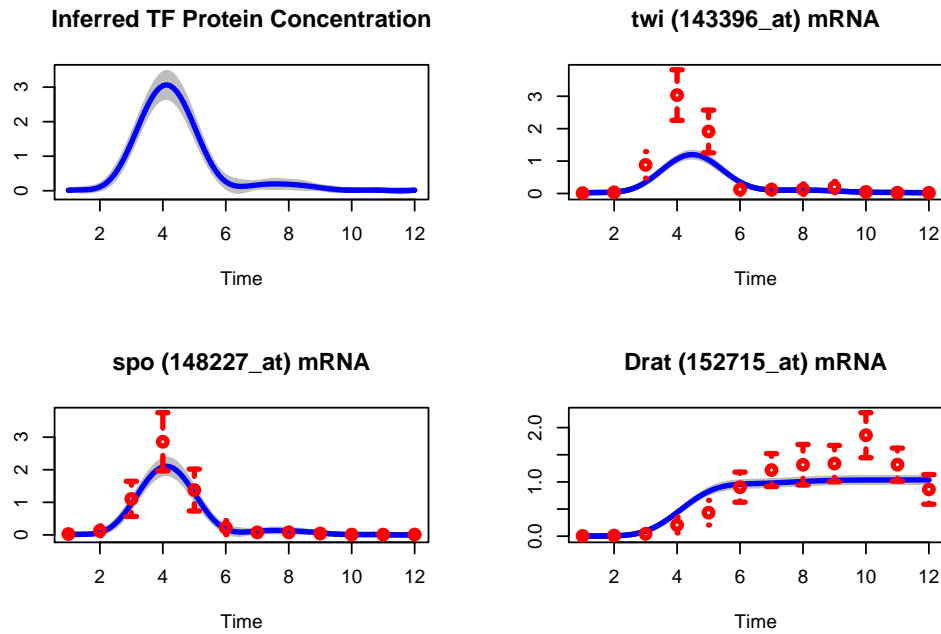 Inferred TF Protein Concentration
3
2
1
0
2 4 6 8 10 12
Time
twi (143396_at) mRNA
3
2
1
0
2 4 6 8 10 12
Time
spo (148227_at) mRNA
3
2
1
0
2 4 6 8 10 12
Time
Drat (152715_at) mRNA
2.0
1.0
0.0
2 4 6 8 10 12
Time